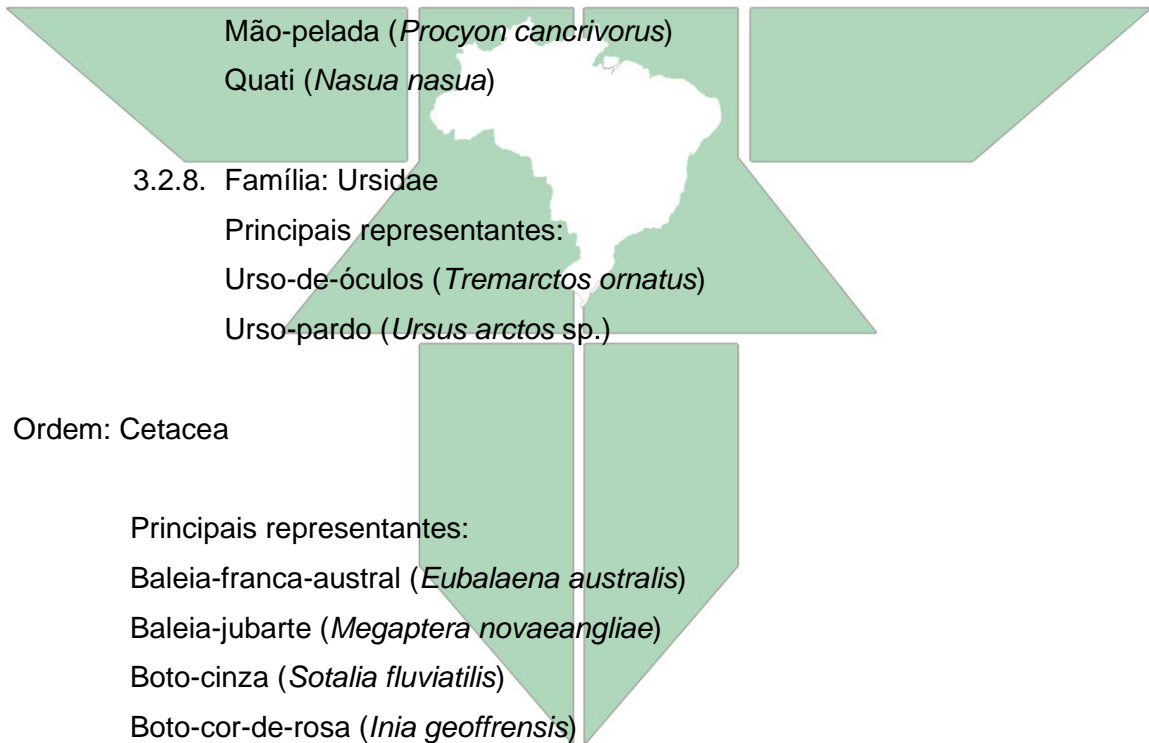 Mão-pelada (Procyon cancrivorus)
Quati (Nasua nasua)
3.2.8. Família: Ursidae
Principais representantes:
Urso-de-óculos (Tremarctos ornatus)
Urso-pardo (Ursus arctos sp.)
Ordem: Cetacea
Principais representantes:
Baleia-franca-austral (Eubalaena australis)
Baleia-jubarte (Megaptera novaeangliae)
Boto-cinza (Sotalia fluviatilis)
Boto-cor-de-rosa (Inia geoffrensis)